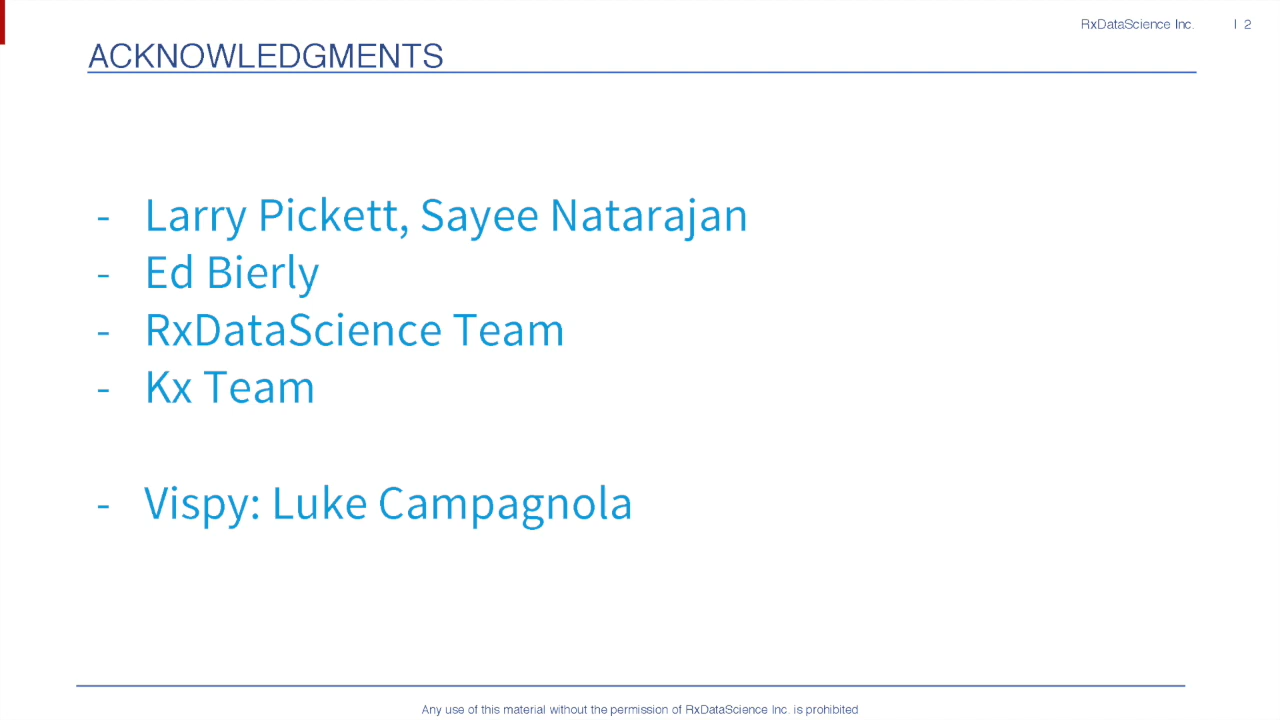 RxDataScience Inc. | 2
ACKNOWLEDGMENTS
- Larry Pickett, Sayee Natarajan
- Ed Bierly
- RxDataScience Team
- Kx Team
- Vispy: Luke Campagnola
Any use of this material without the permission of RxDataScience Inc. is prohibited